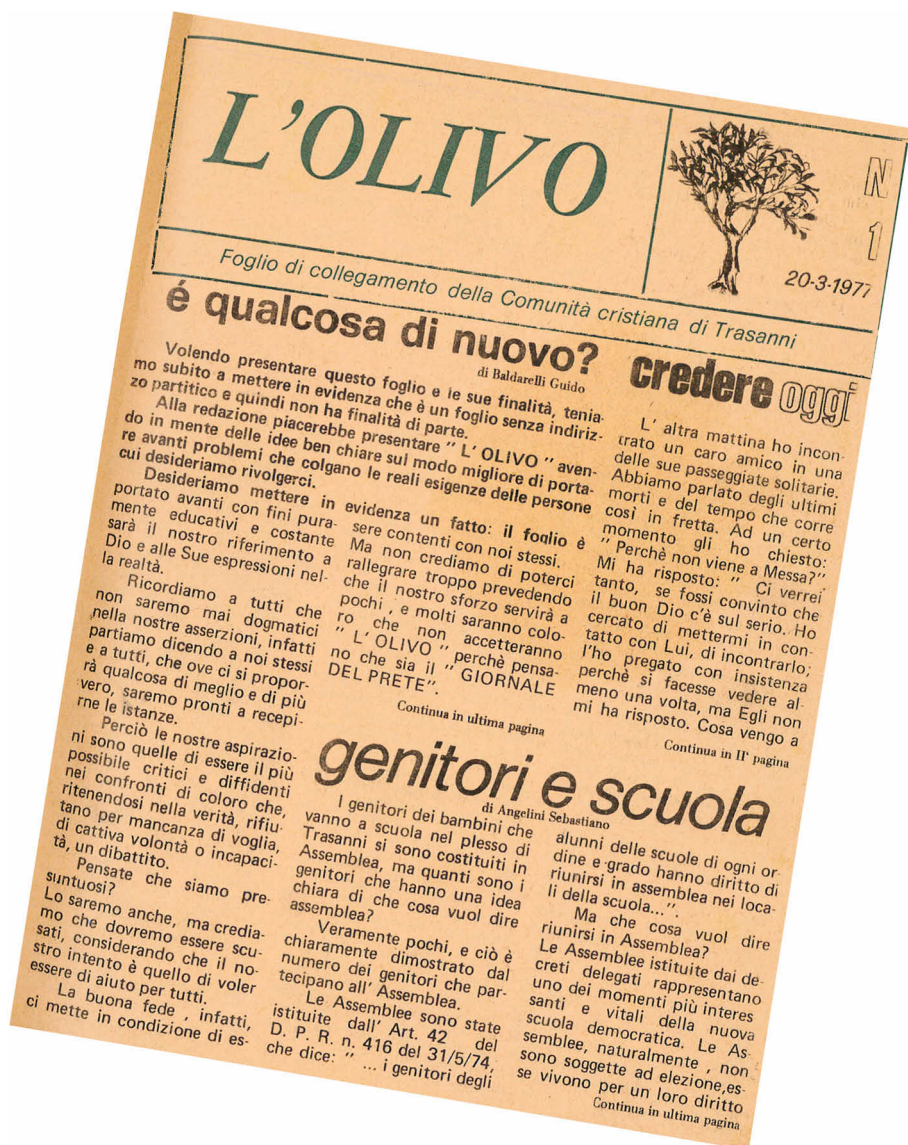 L'OLIVO
N
1
20-3-1977
Foglio di collegamento della Comunità cristiana di Trasanni
é qualcosa di nuovo?
di Baldarelli Guido
Volendo presentare questo foglio e le sue finalità, tenia-
mo subito a mettere in evidenza che è un foglio senza indiriz-
zo partitico e quindi non ha finalità di parte.
Alla redazione piacerebbe presentare " L' OLIVO " aven-
do in mente delle idee ben chiare sul modo migliore di porta-
re avanti problemi che colgano le reali esigenze delle persone
cui desideriamo rivolgerci.
Desideriamo mettere in evidenza un fatto: il foglio è
portato avanti con fini pura-
mente educativi e costante
sarà il nostro riferimento a
Dio e alle Sue espressioni nel-
la realtà.
Ricordiamo a tutti che
non saremo mai dogmatici
nella nostre asserzioni, infatti
partiamo dicendo a noi stessi
e a tutti, che ove ci si propor-
rà qualcosa di meglio e di più
vero, saremo pronti a recepi-
rne le istanze.
Perciò le nostre aspirazio-
ni sono quelle di essere il più
possibile critici e diffidenti
nei confronti di coloro che,
ritenendosi nella verità, rifiu-
tano per mancanza di voglia,
di cattiva volontà o incapaci-
tà, un dibattito.
Pensate che siamo pre-
suntuosi?
Lo saremo anche, ma credia-
mo che dovremo essere scu-
sati, considerando che il no-
stro intento è quello di voler
essere di aiuto per tutti.
La buona fede , infatti,
ci mette in condizione di es-
sere contenti con noi stessi.
Ma non crediamo di poterci
rallegrare troppo prevedendo
che il nostro sforzo servirà a
pochi , e molti saranno colo-
ro che non accetteranno
" L' OLIVO " perchè pensa-
no che sia il " GIORNALE
DEL PRETE".
Continua in ultima pagina
credere oggi
L' altra mattina ho incon-
trato un caro amico in una
delle sue passeggiate solitarie.
Abbiamo parlato degli ultimi
morti e del tempo che corre
così in fretta. Ad un certo
momento gli ho chiesto:
" Perchè non viene a Messa?"
Mi ha risposto: " Ci verrei
tanto, se fossi convinto che
il buon Dio c'è sul serio. Ho
cercato di mettermi in con-
tatto con Lui, di incontrarlo;
l'ho pregato con insistenza
perchè si facesse vedere al-
meno una volta, ma Egli non
mi ha risposto. Cosa vengo a
Continua in II° pagina
genitori e scuola
di Angelini Sebastiano
I genitori dei bambini che
vanno a scuola nel plesso di
Trasanni si sono costituiti in
Assemblea, ma quanti sono i
genitori che hanno una idea
chiara di che cosa vuol dire
assemblea?
Veramente pochi, e ciò è
chiaramente dimostrato dal
numero dei genitori che par-
tecipano all' Assemblea.
Le Assemblee sono state
istituite dall' Art. 42 del
D. P. R. n. 416 del 31/5/74,
che dice: " ... i genitori degli
alunni delle scuole di ogni or-
dine e grado hanno diritto di
riunirsi in assemblea nei loca-
li della scuola...".
Ma che cosa vuol dire
riunirsi in Assemblea?
Le Assemblee istituite dai de-
creti delegati rappresentano
uno dei momenti più interes
santi e vitali della nuova
scuola democratica. Le As-
semblee, naturalmente , non
sono soggette ad elezione,es-
se vivono per un loro diritto
Continua in ultima pagina